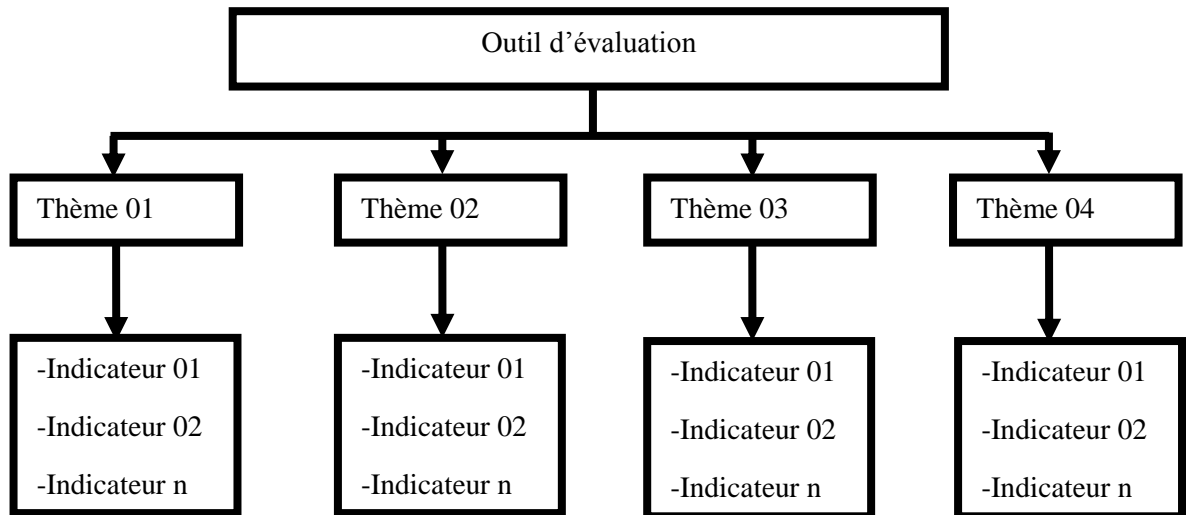 Outil d’évaluation
Thème 01
Thème 02
Thème 03
Thème 04
-Indicateur 01
-Indicateur 02
-Indicateur n
-Indicateur 01
-Indicateur 02
-Indicateur n
-Indicateur 01
-Indicateur 02
-Indicateur n
-Indicateur 01
-Indicateur 02
-Indicateur n